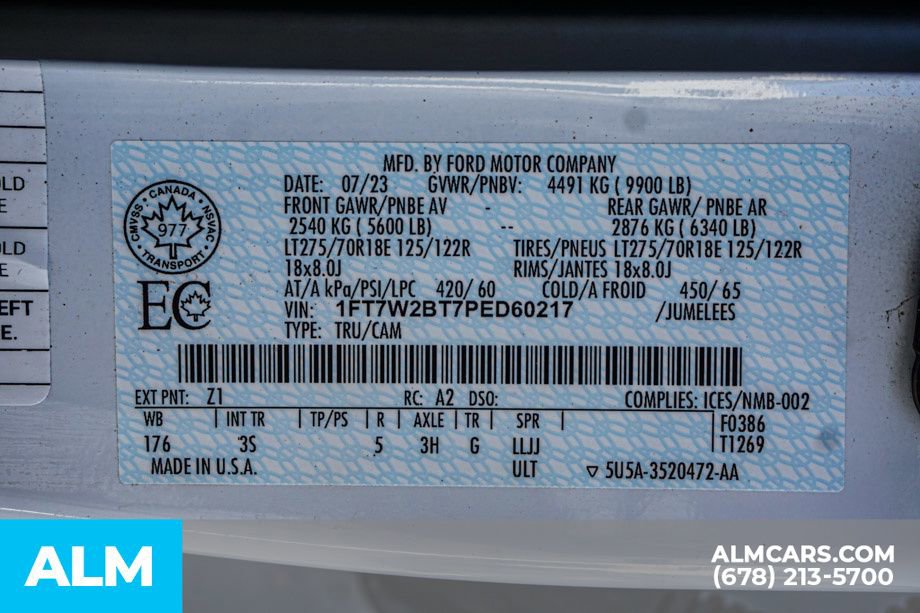 MFD. BY FORD MOTOR COMPANY
DATE: 07/23 GVWR/PNBV: 4491 KG ( 9900 LB)
FRONT GAWR/PNBE AV - REAR GAWR/ PNBE AR
2540 KG ( 5600 LB) -- 2876 KG ( 6340 LB)
LT275/70R18E 125/122R TIRES/PNEUS LT275/70R18E 125/122R
18x8.0J RIMS/JANTES 18x8.0J
AT/A kPa/PSI/LPC 420/ 60 COLD/A FROID 450/ 65
VIN: 1FT7W2BT7PED60217 /JUMELEES
TYPE: TRU/CAM
CANADA
CMVSS · NSVAC
977
TRANSPORT
EC
EXT PNT: Z1 RC: A2 DSO: COMPLIES: ICES/NMB-002
WB | INT TR | TP/PS | R | AXLE | TR | SPR | F0386
176 3S 5 3H G LLJJ T1269
MADE IN U.S.A. ULT ▽ 5U5A-3520472-AA
OLD
E
OLD
E
EFT
E.
ALM
ALMCARS.COM
(678) 213-5700